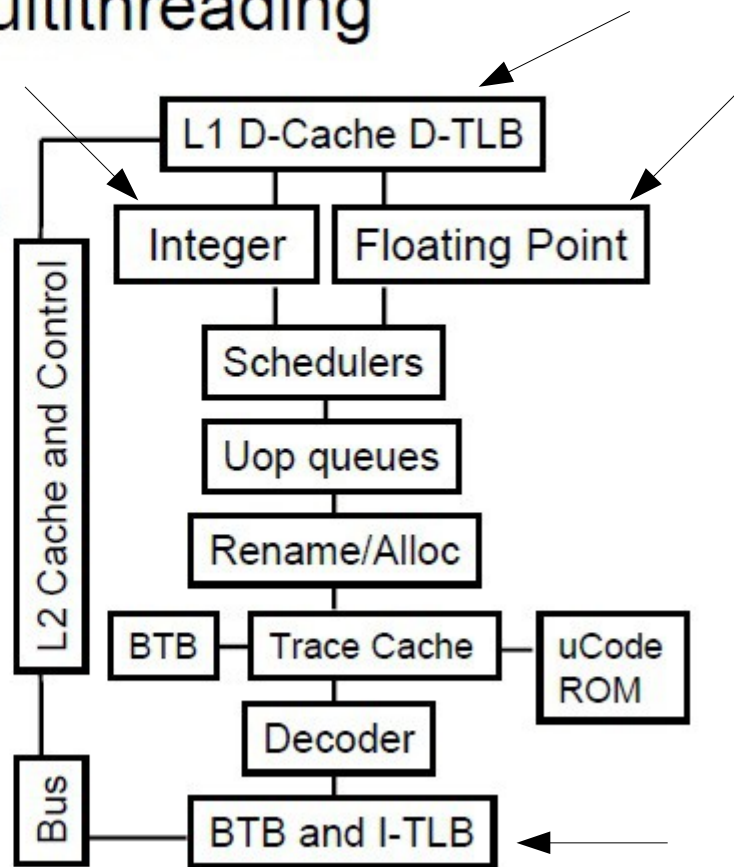 ultithreading
L1 D-Cache D-TLB
Integer
Floating Point
L2 Cache and Control
Schedulers
Uop queues
Rename/Alloc
BTB
Trace Cache
uCode
ROM
Decoder
Bus
BTB and I-TLB